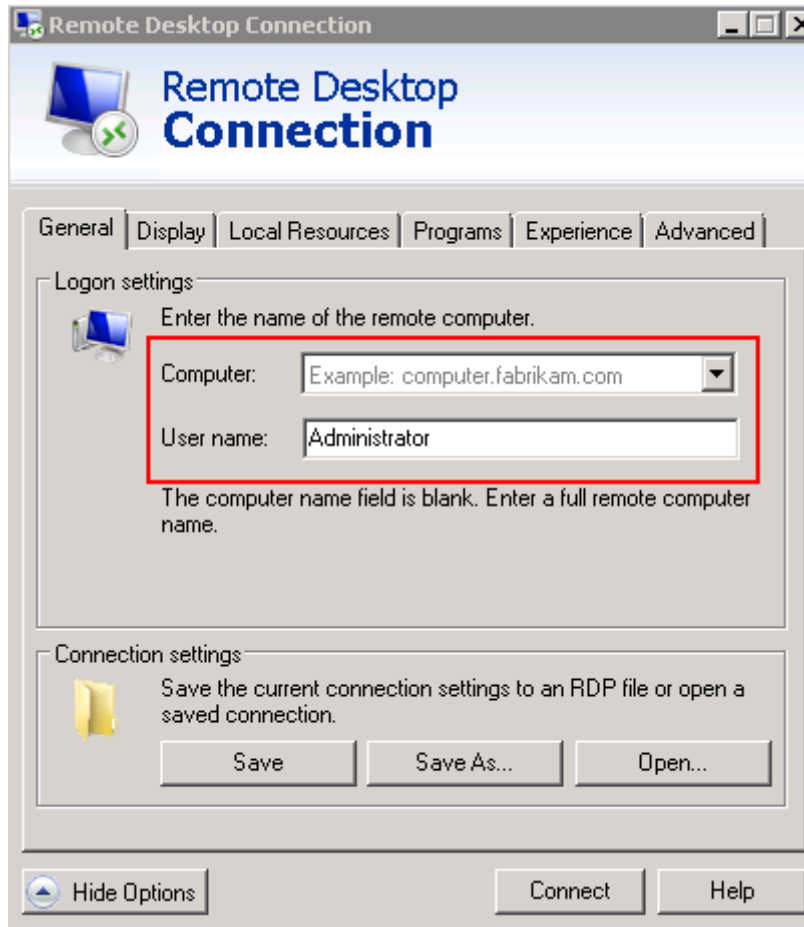 Remote Desktop Connection
Remote Desktop
Connection
General Display Local Resources Programs Experience Advanced
Logon settings
Enter the name of the remote computer.
Computer: Example: computer.fabrikam.com
User name: Administrator
The computer name field is blank. Enter a full remote computer
name.
Connection settings
Save the current connection settings to an RDP file or open a
saved connection.
Save Save As... Open...
Hide Options Connect Help